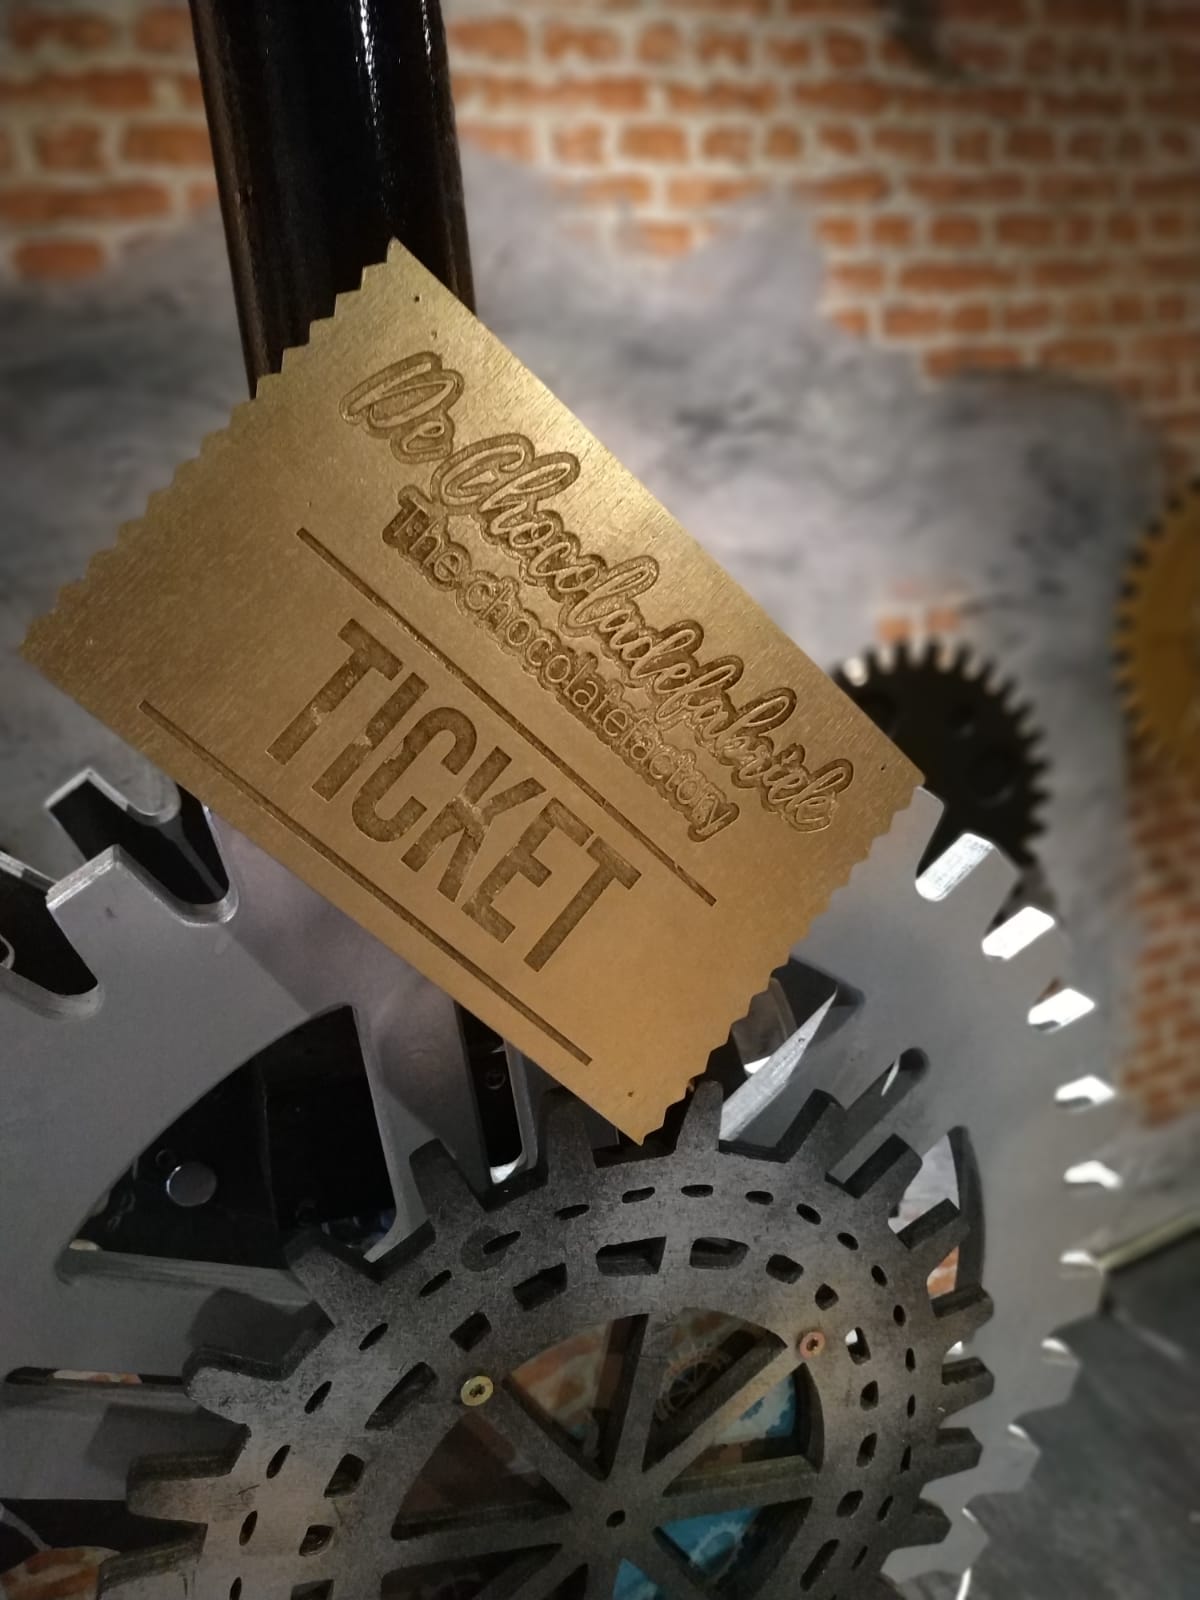 De Chocoladefabriek
The chocolatefactory
TICKET